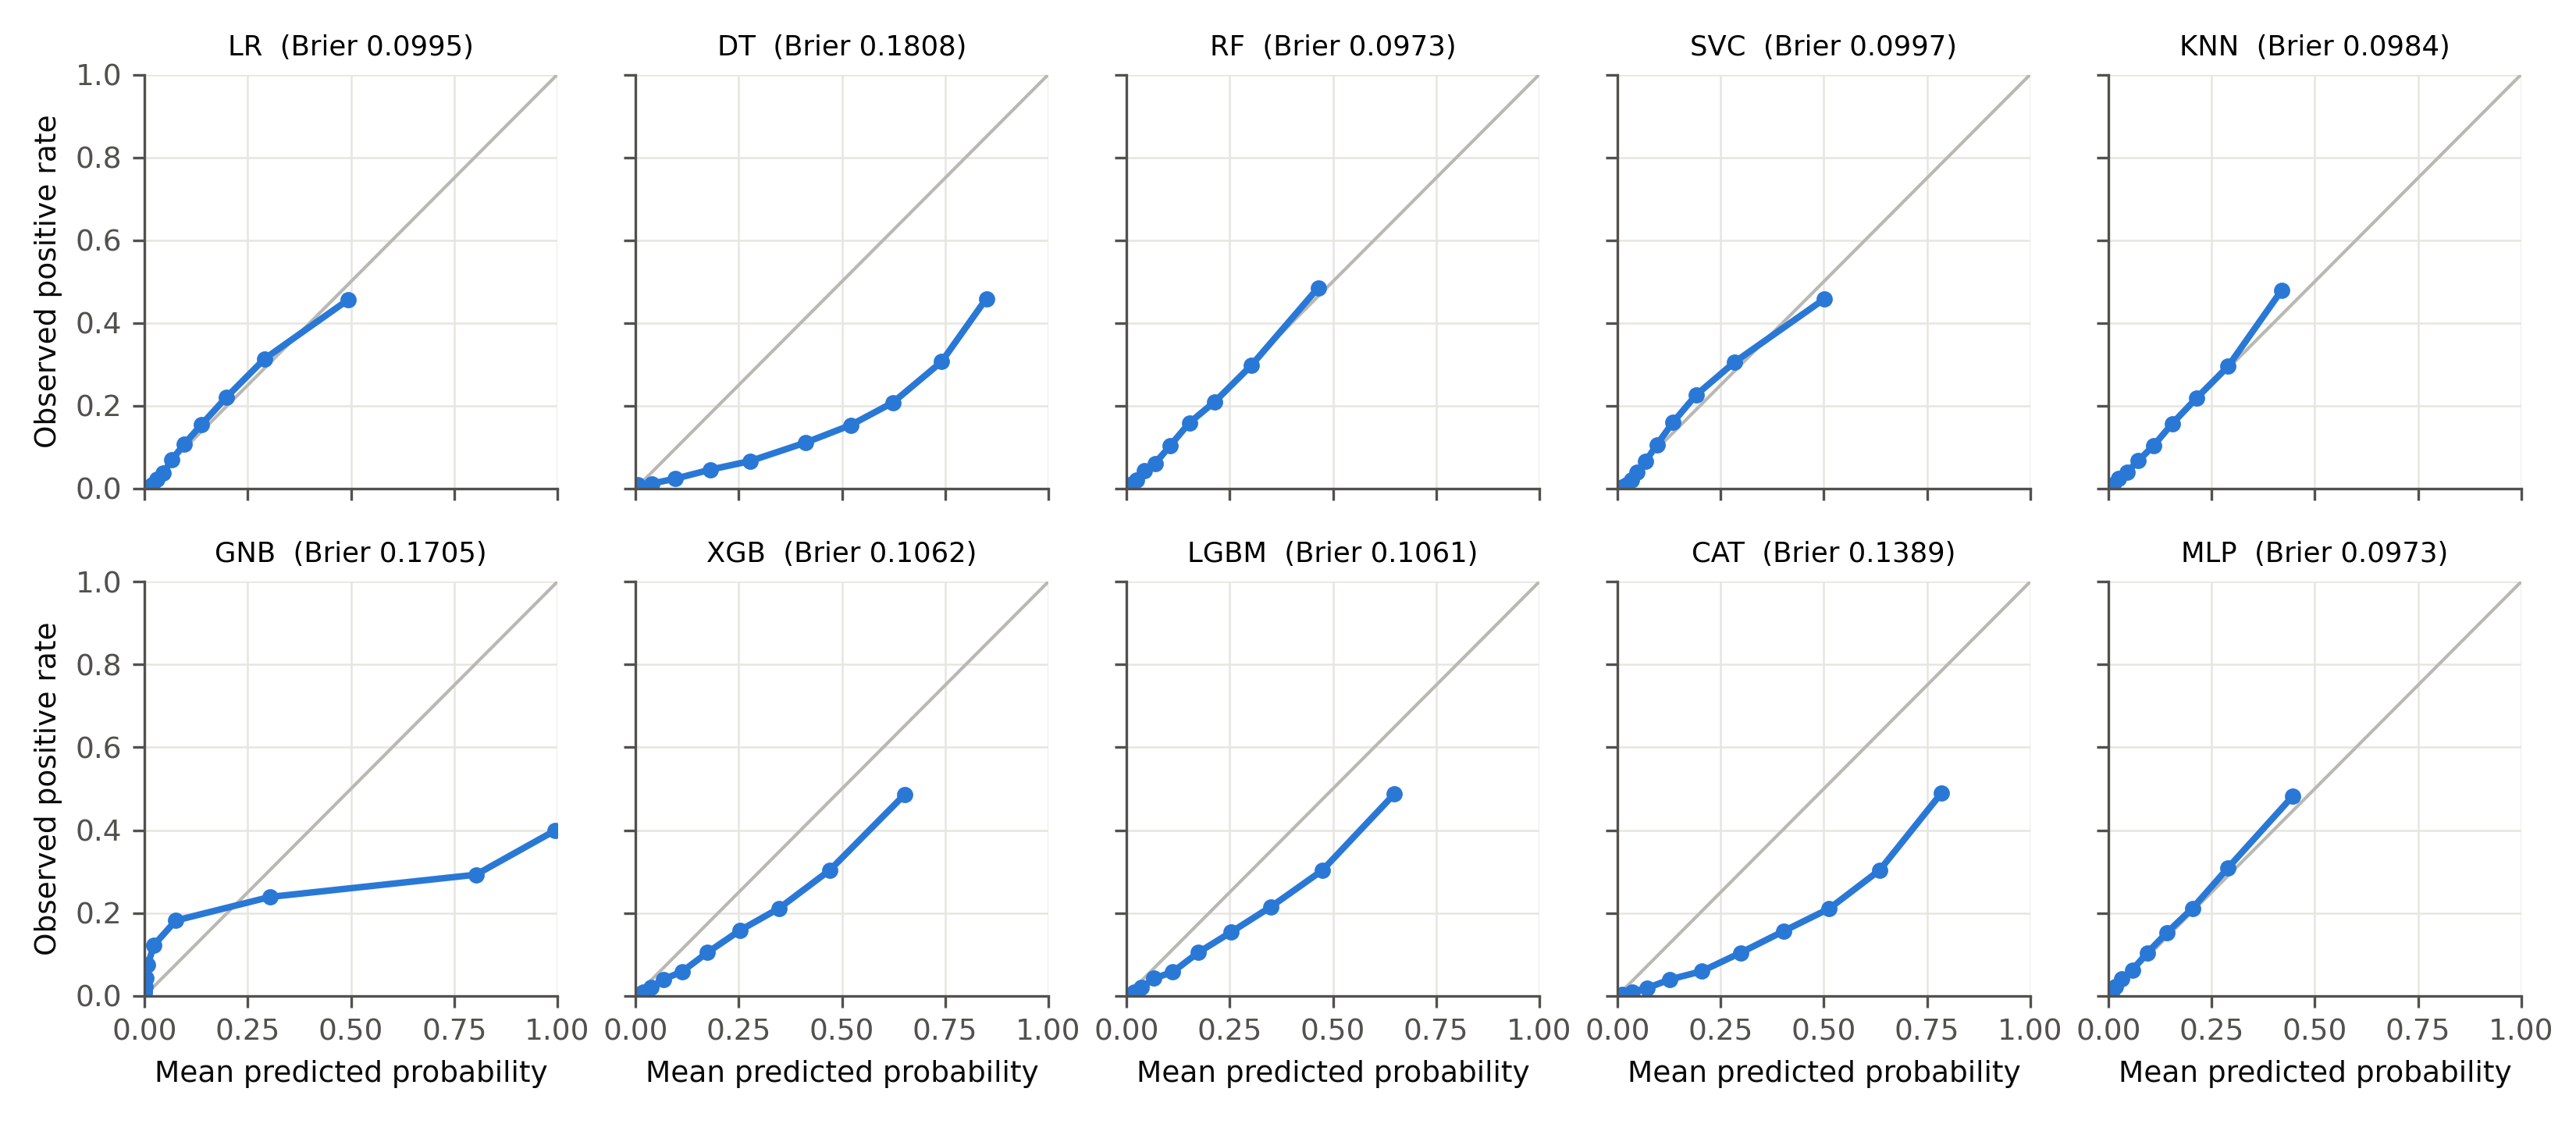 LR  (Brier 0.0995)
DT  (Brier 0.1808)
RF  (Brier 0.0973)
SVC  (Brier 0.0997)
KNN  (Brier 0.0984)
1.0
0.8
0.6
0.4
0.2
0.0
Observed positive rate
GNB  (Brier 0.1705)
XGB  (Brier 0.1062)
LGBM  (Brier 0.1061)
CAT  (Brier 0.1389)
MLP  (Brier 0.0973)
1.0
0.8
0.6
0.4
0.2
0.0
Observed positive rate
0.00 0.25 0.50 0.75 1.00
0.00 0.25 0.50 0.75 1.00
0.00 0.25 0.50 0.75 1.00
0.00 0.25 0.50 0.75 1.00
0.00 0.25 0.50 0.75 1.00
Mean predicted probability
Mean predicted probability
Mean predicted probability
Mean predicted probability
Mean predicted probability